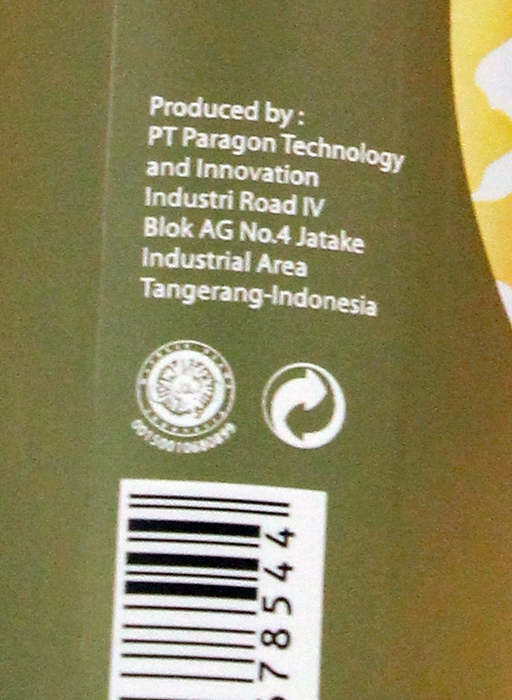 Produced by :
PT Paragon Technology
and Innovation
Industri Road IV
Blok AG No.4 Jatake
Industrial Area
Tangerang-Indonesia
78544